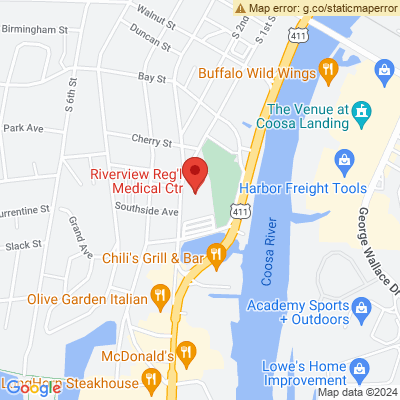 Map error: g.co/staticmaperror
Birmingham St
Walnut St
S 2nd St
S 1st S
411
Buffalo Wild Wings
Bay St
S 6th St
The Venue at
Coosa Landing
Park Ave
Cherry St
Riverview Reg'l
Medical Ctr
Harbor Freight Tools
urrentine St
Southside Ave
411
Grand Ave
Slack St
Coosa River
George Wallace Dr
Chili's Grill & Bar
Olive Garden Italian
Academy Sports
+ Outdoors
McDonald's
Lowe's Home
Improvement
LongHorn Steakhouse
Google
Map data ©2024